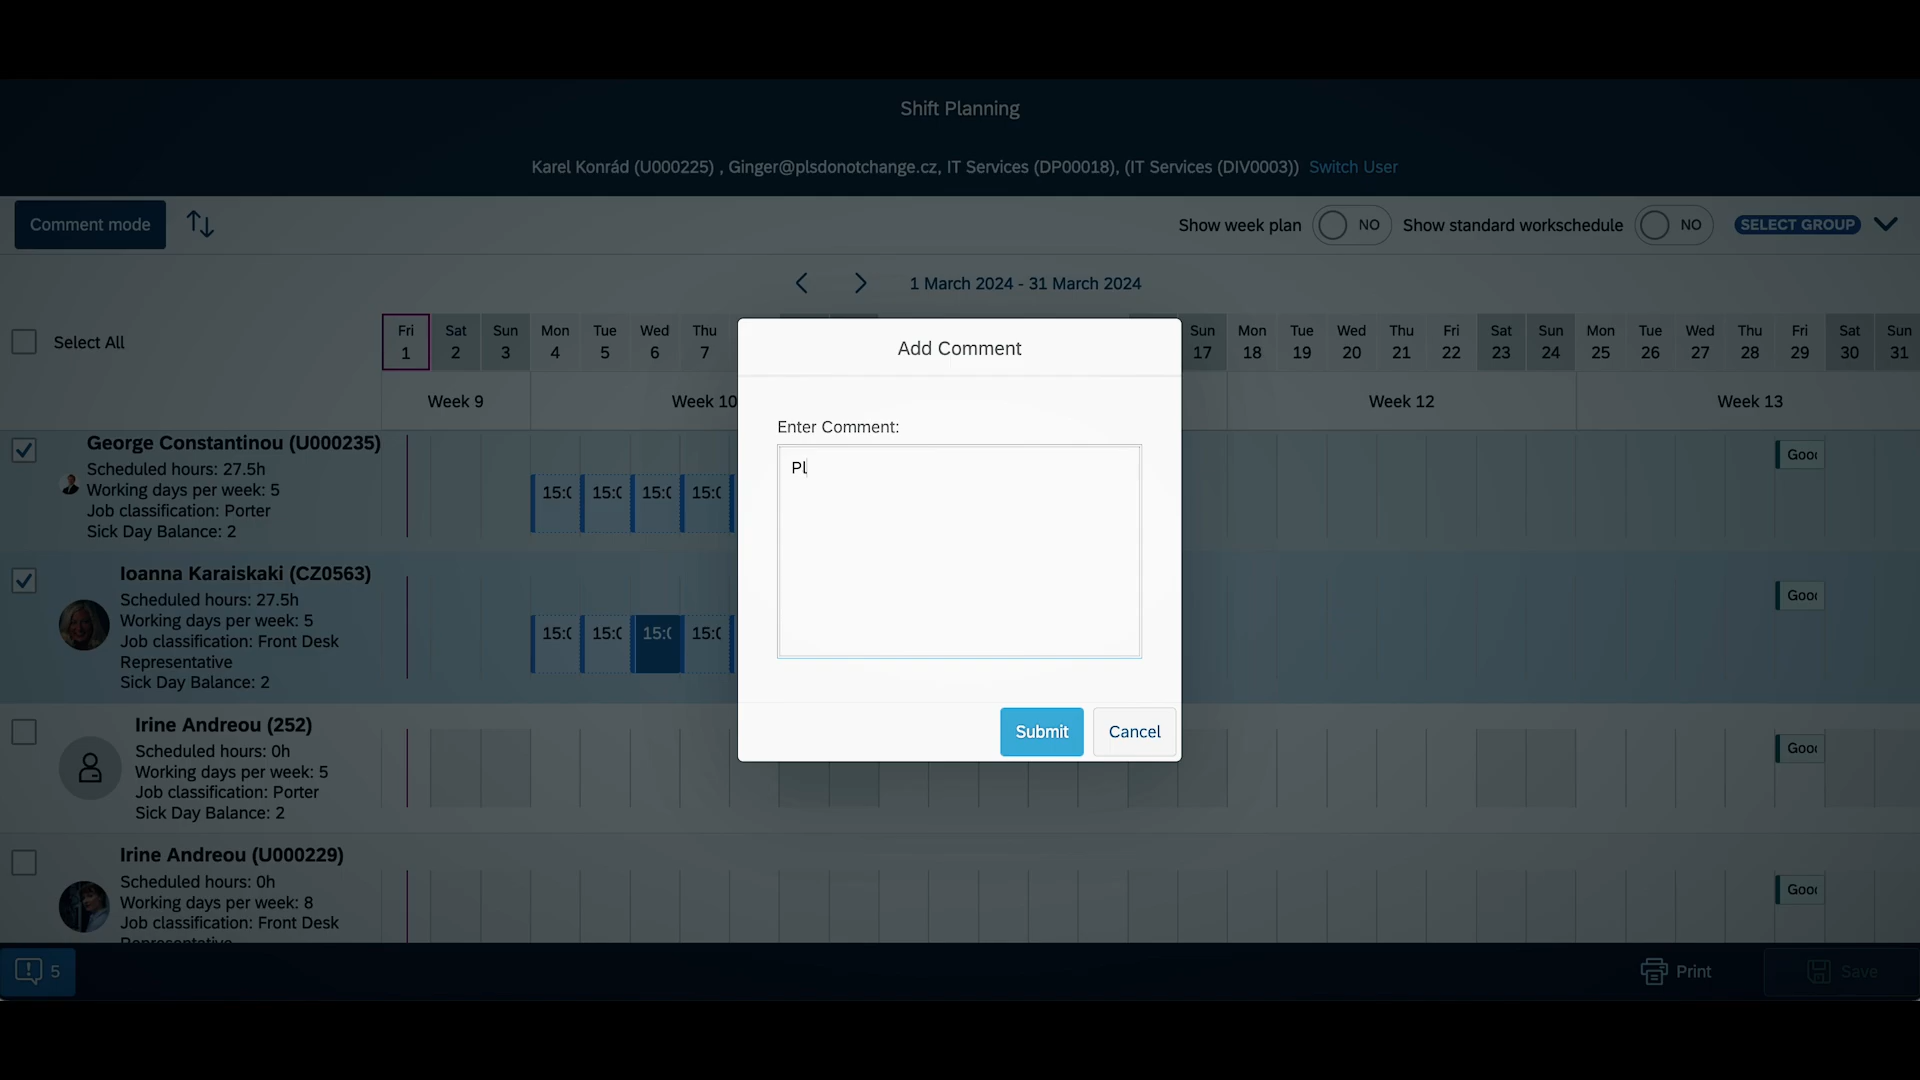 Shift Planning
Karel Konrád (U000225) , Ginger@plsdonotchange.cz, IT Services (DP00018), (IT Services (DIV0003)) Switch User
Comment mode
Show week plan NO Show standard workschedule NO SELECT GROUP
1 March 2024 - 31 March 2024
Select All
Fri Sat Sun Mon Tue Wed Thu Sun Mon Tue Wed Thu Fri Sat Sun Mon Tue Wed Thu Fri Sat Sun
1 2 3 4 5 6 7 17 18 19 20 21 22 23 24 25 26 27 28 29 30 31
Week 9 Week 10 Week 12 Week 13
Add Comment
Enter Comment:
Pl
Submit Cancel
George Constantinou (U000235)
Scheduled hours: 27.5h
Working days per week: 5
Job classification: Porter
Sick Day Balance: 2
Ioanna Karaiskaki (CZ0563)
Scheduled hours: 27.5h
Working days per week: 5
Job classification: Front Desk
Representative
Sick Day Balance: 2
Irine Andreou (252)
Scheduled hours: 0h
Working days per week: 5
Job classification: Porter
Sick Day Balance: 2
Irine Andreou (U000229)
Scheduled hours: 0h
Working days per week: 8
Job classification: Front Desk
5
Print
Save